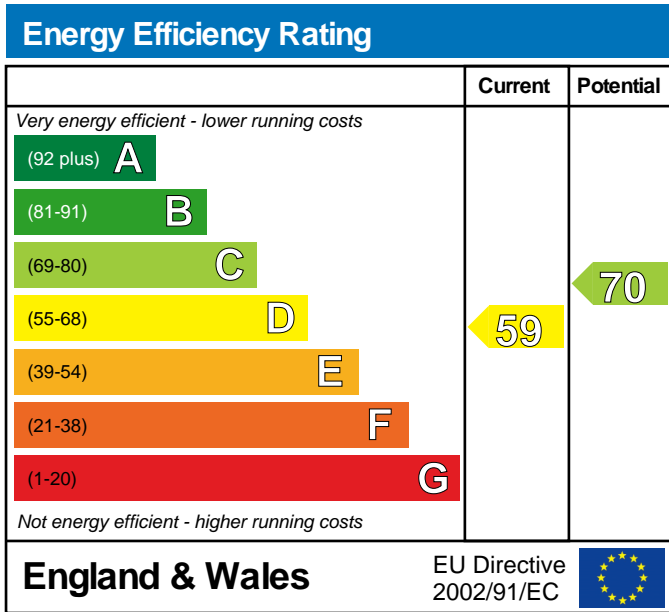 Energy Efficiency Rating
Current Potential
Very energy efficient - lower running costs
(92 plus) A
(81-91) B
(69-80) C
(55-68) D
(39-54) E
(21-38) F
(1-20) G
59
70
Not energy efficient - higher running costs
England & Wales
EU Directive
2002/91/EC